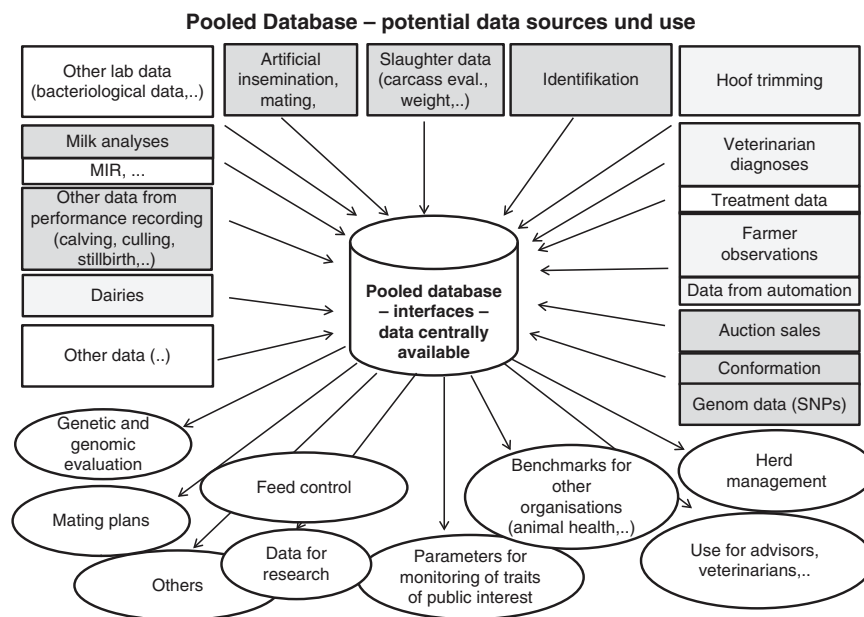 Pooled Database – potential data sources und use
Other lab data
(bacteriological data,..)
Artificial
insemination,
mating,
Slaughter data
(carcass eval.,
weight,..)
Identifikation
Hoof trimming
Milk analyses
MIR, ...
Other data from
performance recording
(calving, culling,
stillbirth,..)
Dairies
Other data (..)
Veterinarian
diagnoses
Treatment data
Farmer
observations
Data from automation
Auction sales
Conformation
Genom data (SNPs)
Pooled database
– interfaces –
data centrally
available
Genetic and
genomic
evaluation
Mating plans
Others
Feed control
Data for
research
Parameters for
monitoring of traits
of public interest
Benchmarks for
other
organisations
(animal health,..)
Herd
management
Use for advisors,
veterinarians,..